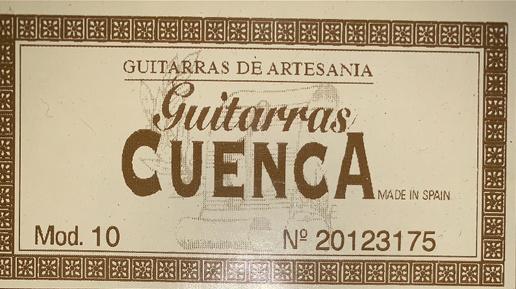 GUITARRAS DE ARTESANIA
Guitarras
CUENCA MADE IN SPAIN
Mod. 10 Nº 20123175